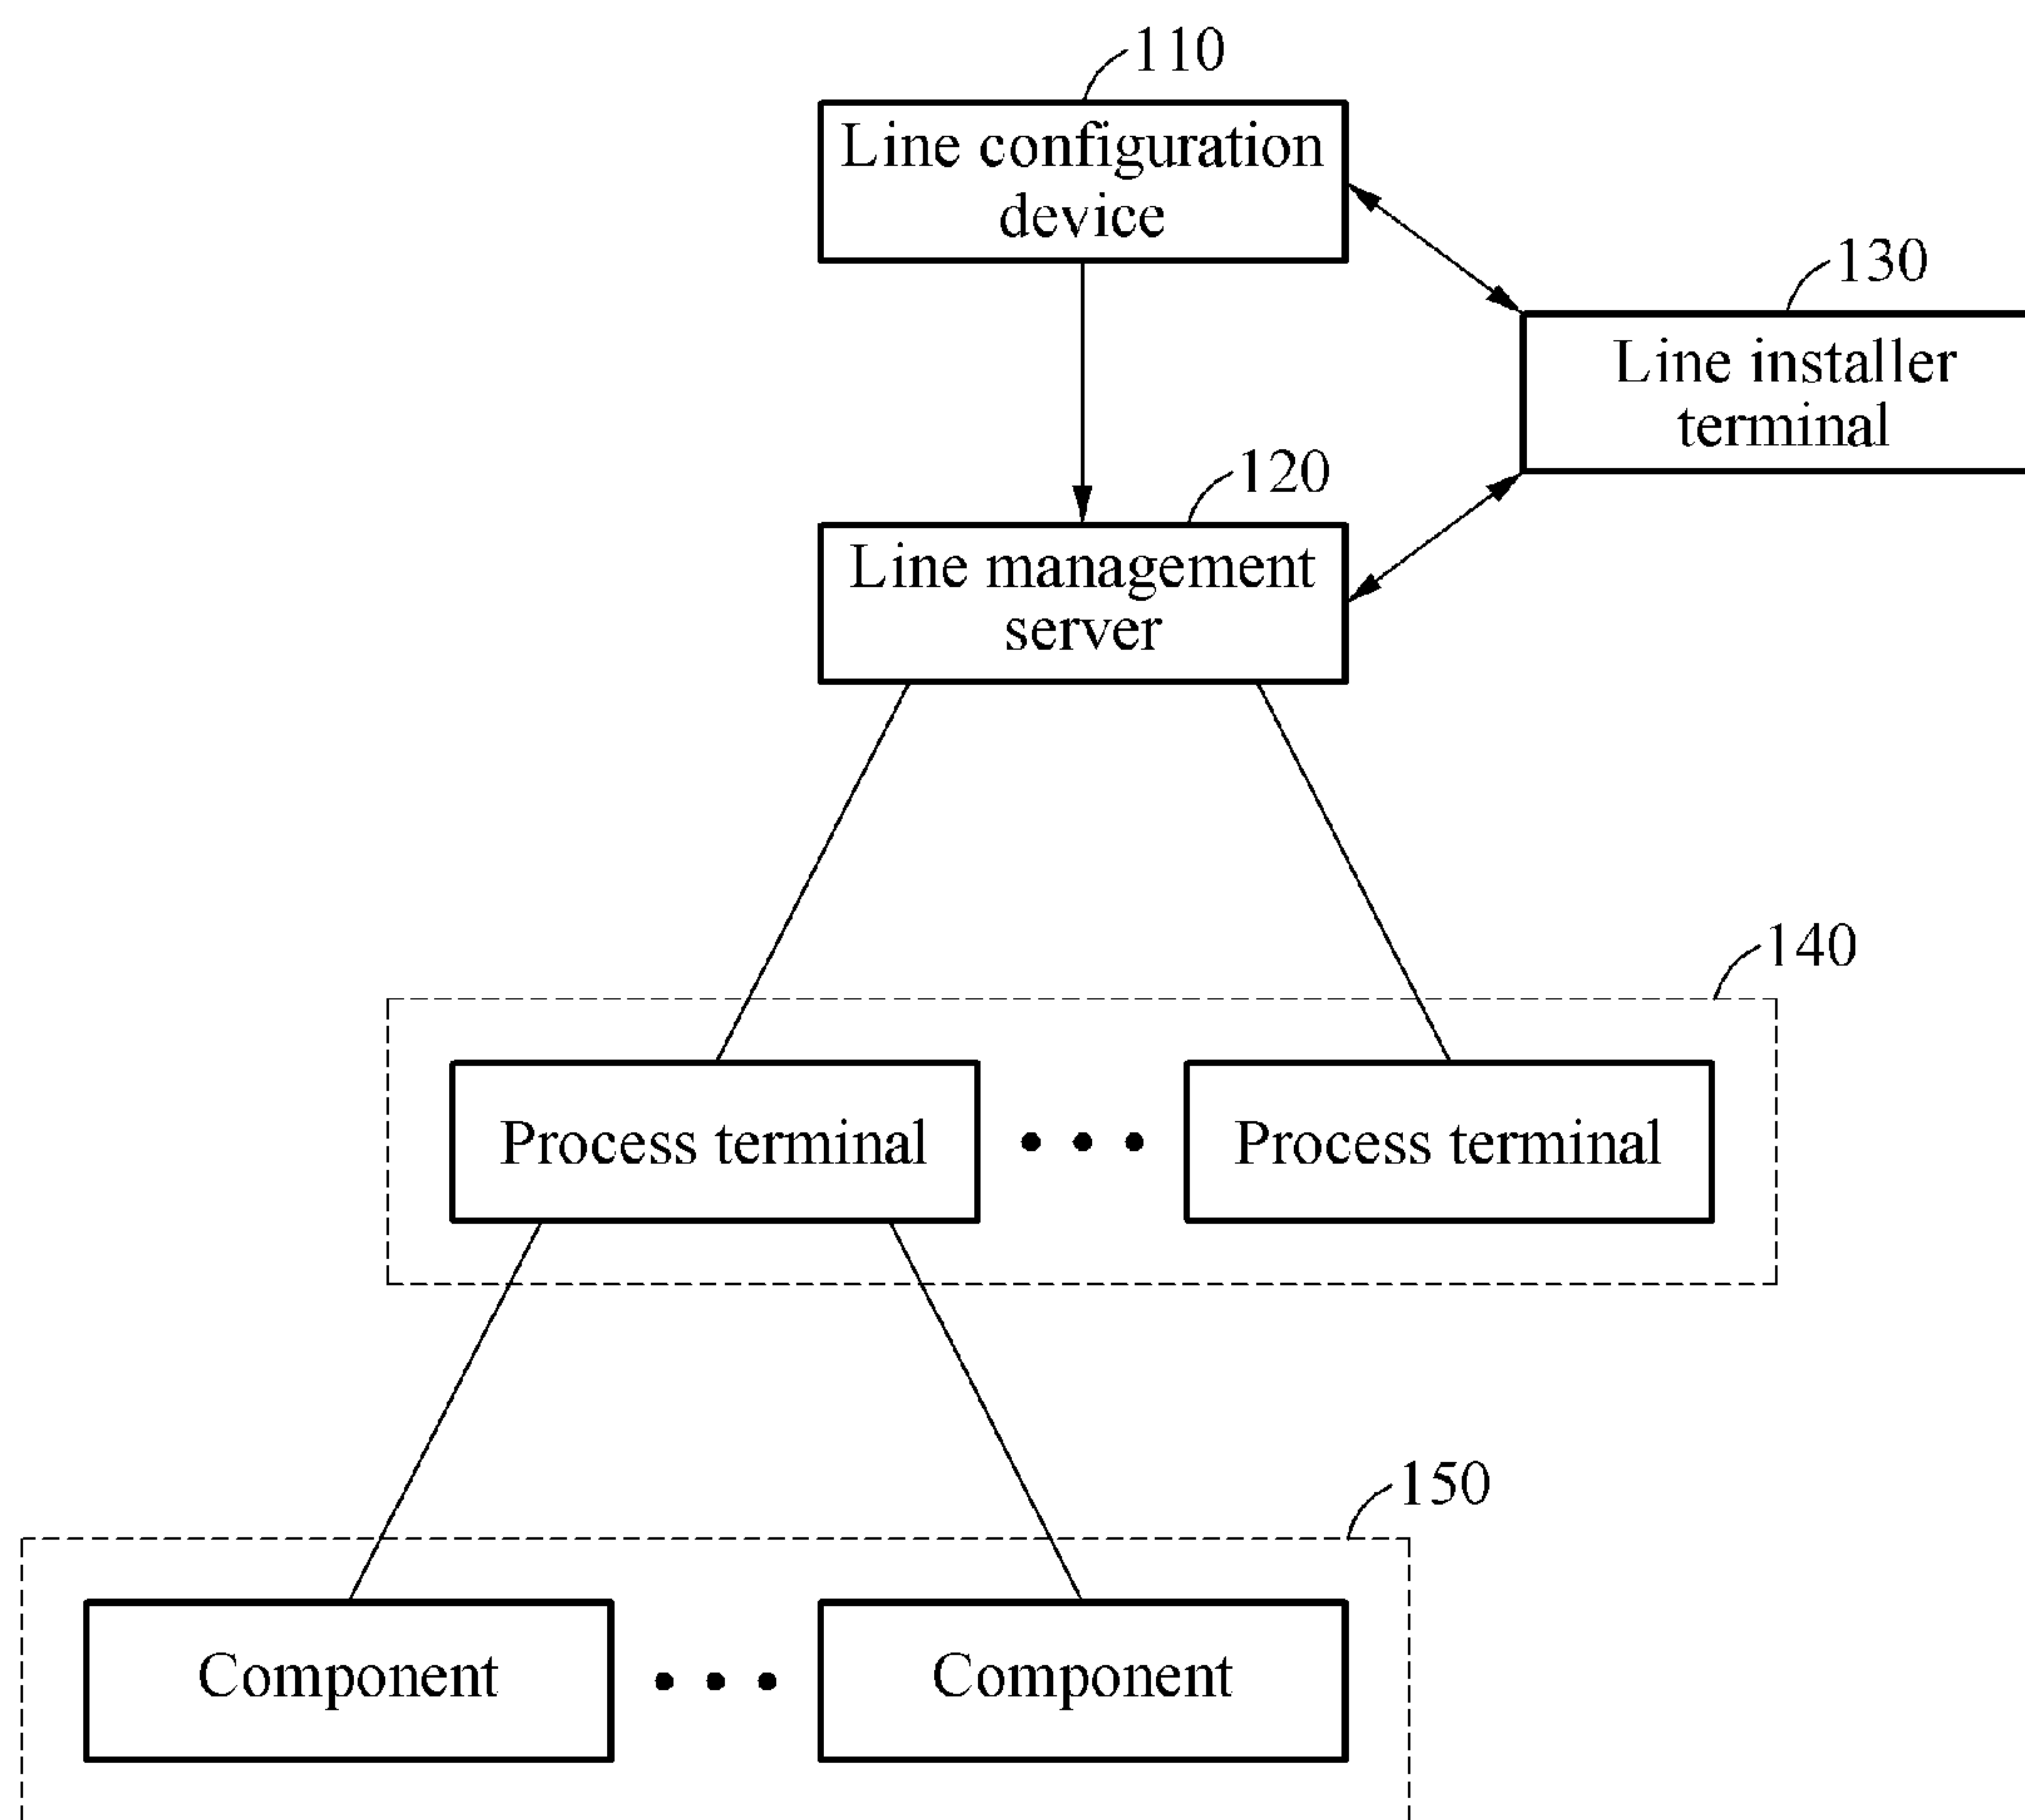 110
Line configuration
device
130
Line installer
terminal
120
Line management
server
140
Process terminal
Process terminal
150
Component
Component